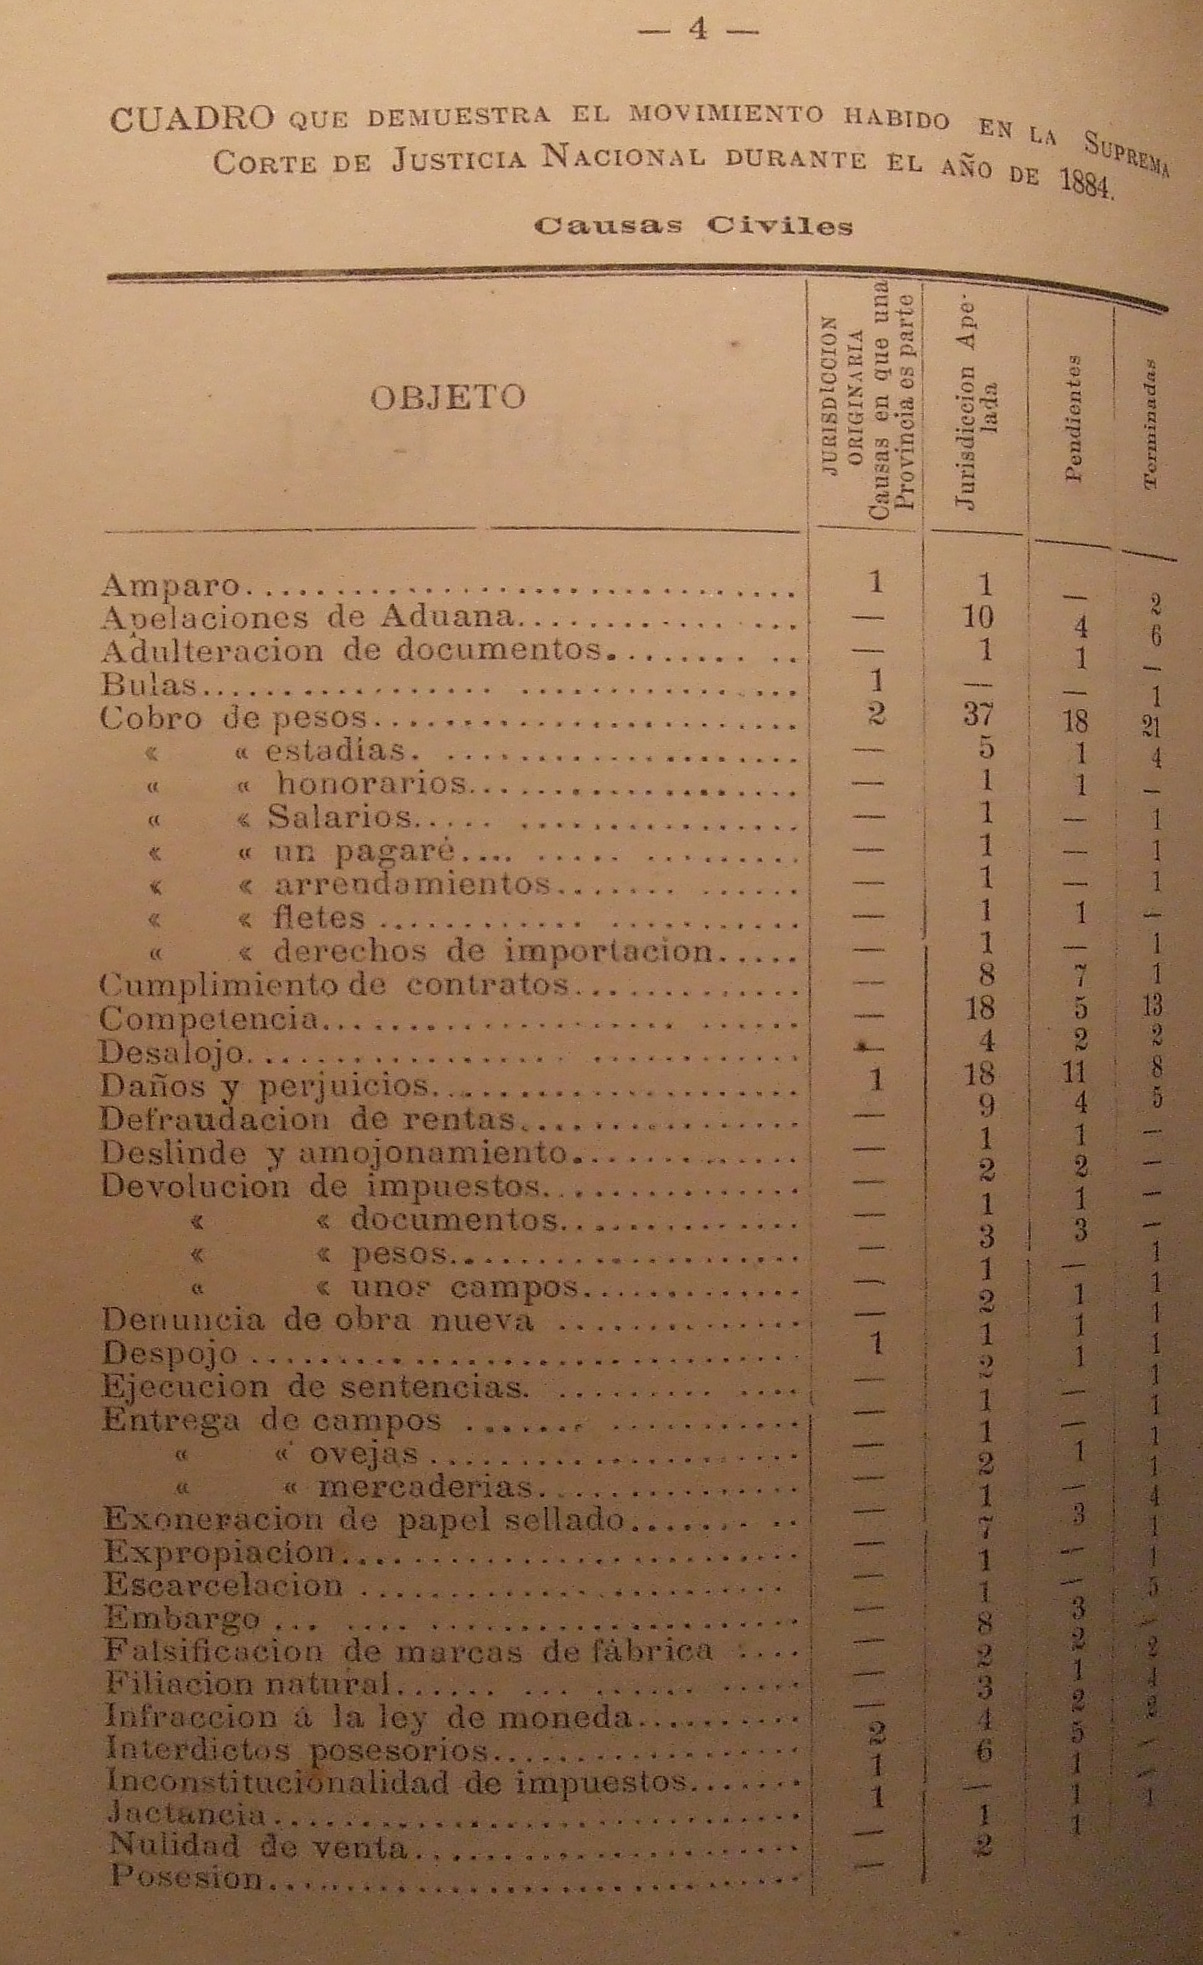 — 4 —
CUADRO QUE DEMUESTRA EL MOVIMIENTO HABIDO EN LA SUPREMA
CORTE DE JUSTICIA NACIONAL DURANTE EL AÑO DE 1884.
Causas Civiles
OBJETO
JURISDICCION
ORIGINARIA
Causas en que una
Provincia es parte
Jurisdiccion Ape-
lada
Pendientes
Terminadas
Amparo.................................. 1 1 — 2
Apelaciones de Aduana................ — 10 4 6
Adulteracion de documentos.......... — 1 1 —
Bulas.................................. 1 — — 1
Cobro de pesos........................ 2 37 18 21
« « estadias....................... — 5 1 4
« « honorarios.................... — 1 1 —
« « Salarios....................... — 1 — 1
« « un pagaré.................... — 1 — 1
« « arrendamientos.............. — 1 — 1
« « fletes......................... — 1 1 —
« « derechos de importacion..... — 1 — 1
Cumplimiento de contratos............ — 8 7 1
Competencia........................... — 18 5 13
Desalojo............................... — 4 2 2
Daños y perjuicios.................... 1 18 11 8
Defraudacion de rentas............... — 9 4 5
Deslinde y amojonamiento............ — 1 1 —
Devolucion de impuestos.............. — 2 2 —
« « documentos.............. — 1 1 —
« « pesos.................... — 3 3 —
« « unos campos............ — 1 — 1
Denuncia de obra nueva .............. — 2 1 1
Despojo............................... 1 1 1 1
Ejecucion de sentencias.............. — 2 1 1
Entrega de campos .................. — 1 — 1
« « ovejas...................... — 1 — 1
« « mercaderias............... — 2 1 1
Exoneracion de papel sellado......... — 1 — 1
Expropiacion.......................... — 7 3 4
Escarcelacion ........................ — 1 — 1
Embargo .............................. — 1 — 1
Falsificacion de marcas de fábrica .... — 8 3 5
Filiacion natural..................... — 2 2 —
Infraccion á la ley de moneda......... — 3 1 2
Interdictos posesorios................ 2 4 2 4
Inconstitucionalidad de impuestos...... 1 6 5 2
Jactancia.............................. 1 — 1 —
Nulidad de venta..................... — 1 1 —
Posesion.............................. — 2 1 1